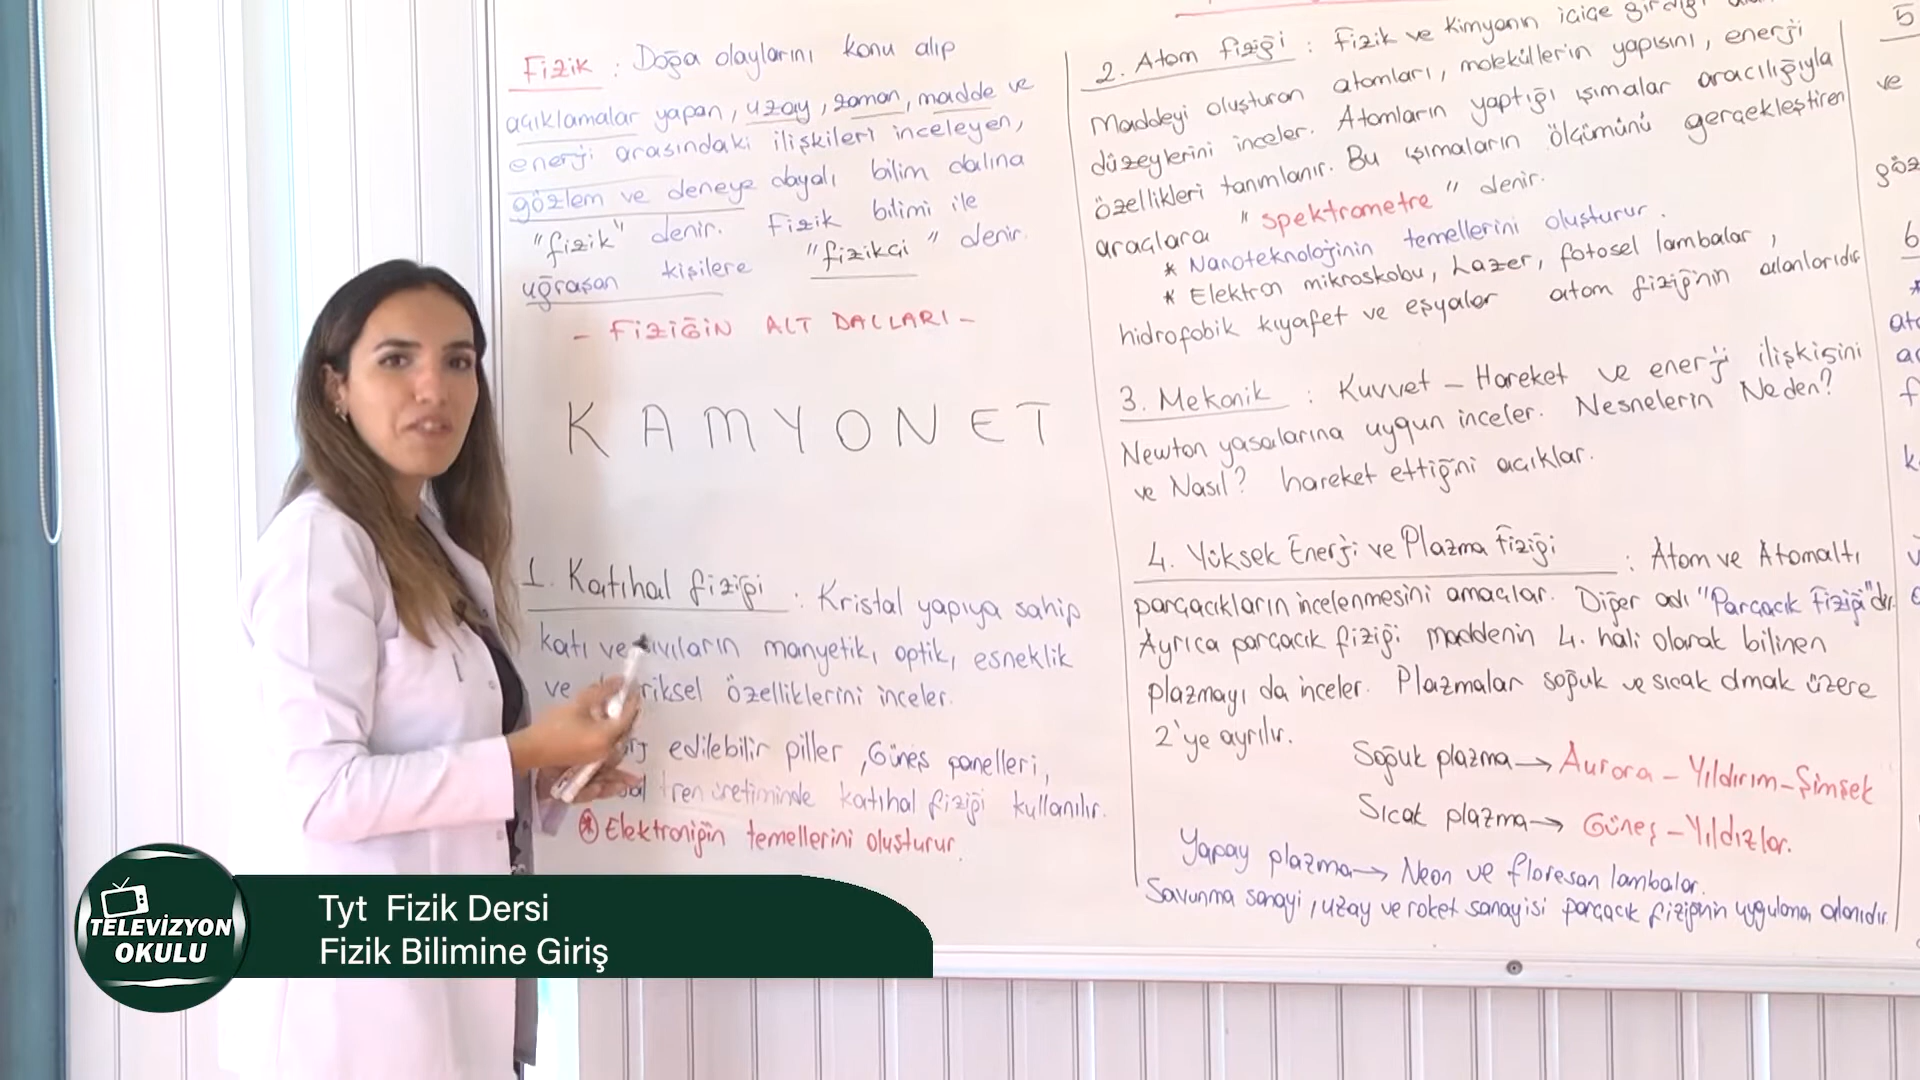 Fizik : Doğa olaylarını konu alıp
açıklamalar yapan, uzay, zaman, madde ve
enerji arasındaki ilişkileri inceleyen,
gözlem ve deneye dayalı bilim dalına
"fizik" denir. Fizik bilimi ile
uğraşan kişilere "fizikçi" denir.
- FİZİĞİN ALT DALLARI -
K A M Y O N E T
1. Katıhal fiziği : Kristal yapıya sahip
katı ve sıvıların manyetik, optik, esneklik
ve özelliklerini inceler.
edilebilir piller, Güneş panelleri,
tren üretiminde katıhal fiziği kullanılır.
* Elektroniğin temellerini oluşturur.
2. Atom fiziği : Fizik ve kimyanın içiçe girdiği
Maddeyi oluşturan atomları, moleküllerin yapısını, enerji
düzeylerini inceler. Atomların yaptığı ışımalar aracılığıyla
özellikleri tanımlanır. Bu ışımaların ölçümünü gerçekleştiren
araçlara "spektrometre" denir.
* Nanoteknolojinin temellerini oluşturur.
* Elektron mikroskobu, Lazer, fotosel lambalar,
hidrofobik kıyafet ve eşyalar atom fiziği'nin alanlarıdır
3. Mekanik : Kuvvet - Hareket ve enerji ilişkisini
Newton yasalarına uygun inceler. Nesnelerin Neden?
ve Nasıl? hareket ettiğini açıklar.
4. Yüksek Enerji ve Plazma Fiziği : Atom ve Atomaltı
parçacıkların incelenmesini amaçlar. Diğer adı "Parçacık Fiziği"dir.
Ayrıca parçacık fiziği maddenin 4. hali olarak bilinen
plazmayı da inceler. Plazmalar soğuk ve sıcak olmak üzere
2'ye ayrılır.
Soğuk plazma → Aurora - Yıldırım - Şimşek
Sıcak plazma → Güneş - Yıldızlar.
Yapay plazma → Neon ve floresan lambalar.
Savunma sanayi, uzay ve roket sanayisi parçacık fiziğinin uygulama alanıdır.
5
ve
6
TELEVİZYON
OKULU
Tyt Fizik Dersi
Fizik Bilimine Giriş